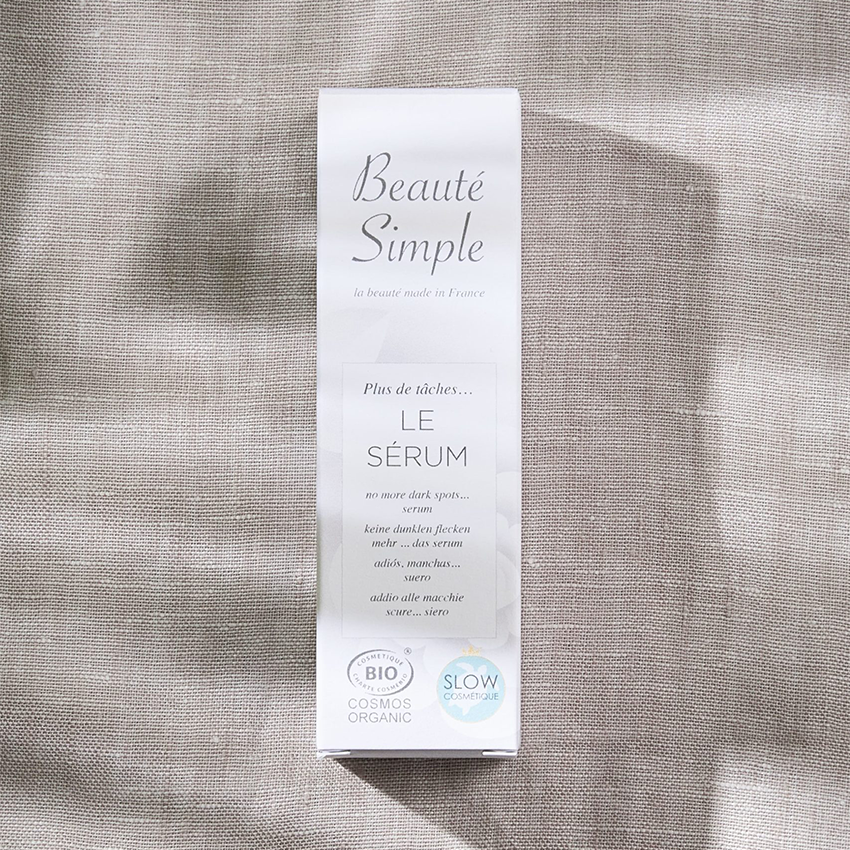 Beauté
Simple
la beauté made in France
Plus de tâches...
LE
SÉRUM
no more dark spots...
serum
keine dunklen flecken
mehr ... das serum
adiós, manchas...
suero
addio alle macchie
scure... siero
COSMETIQUE
BIO
CHARTE COSMEBIO
®
COSMOS
ORGANIC
SLOW
COSMÉTIQUE